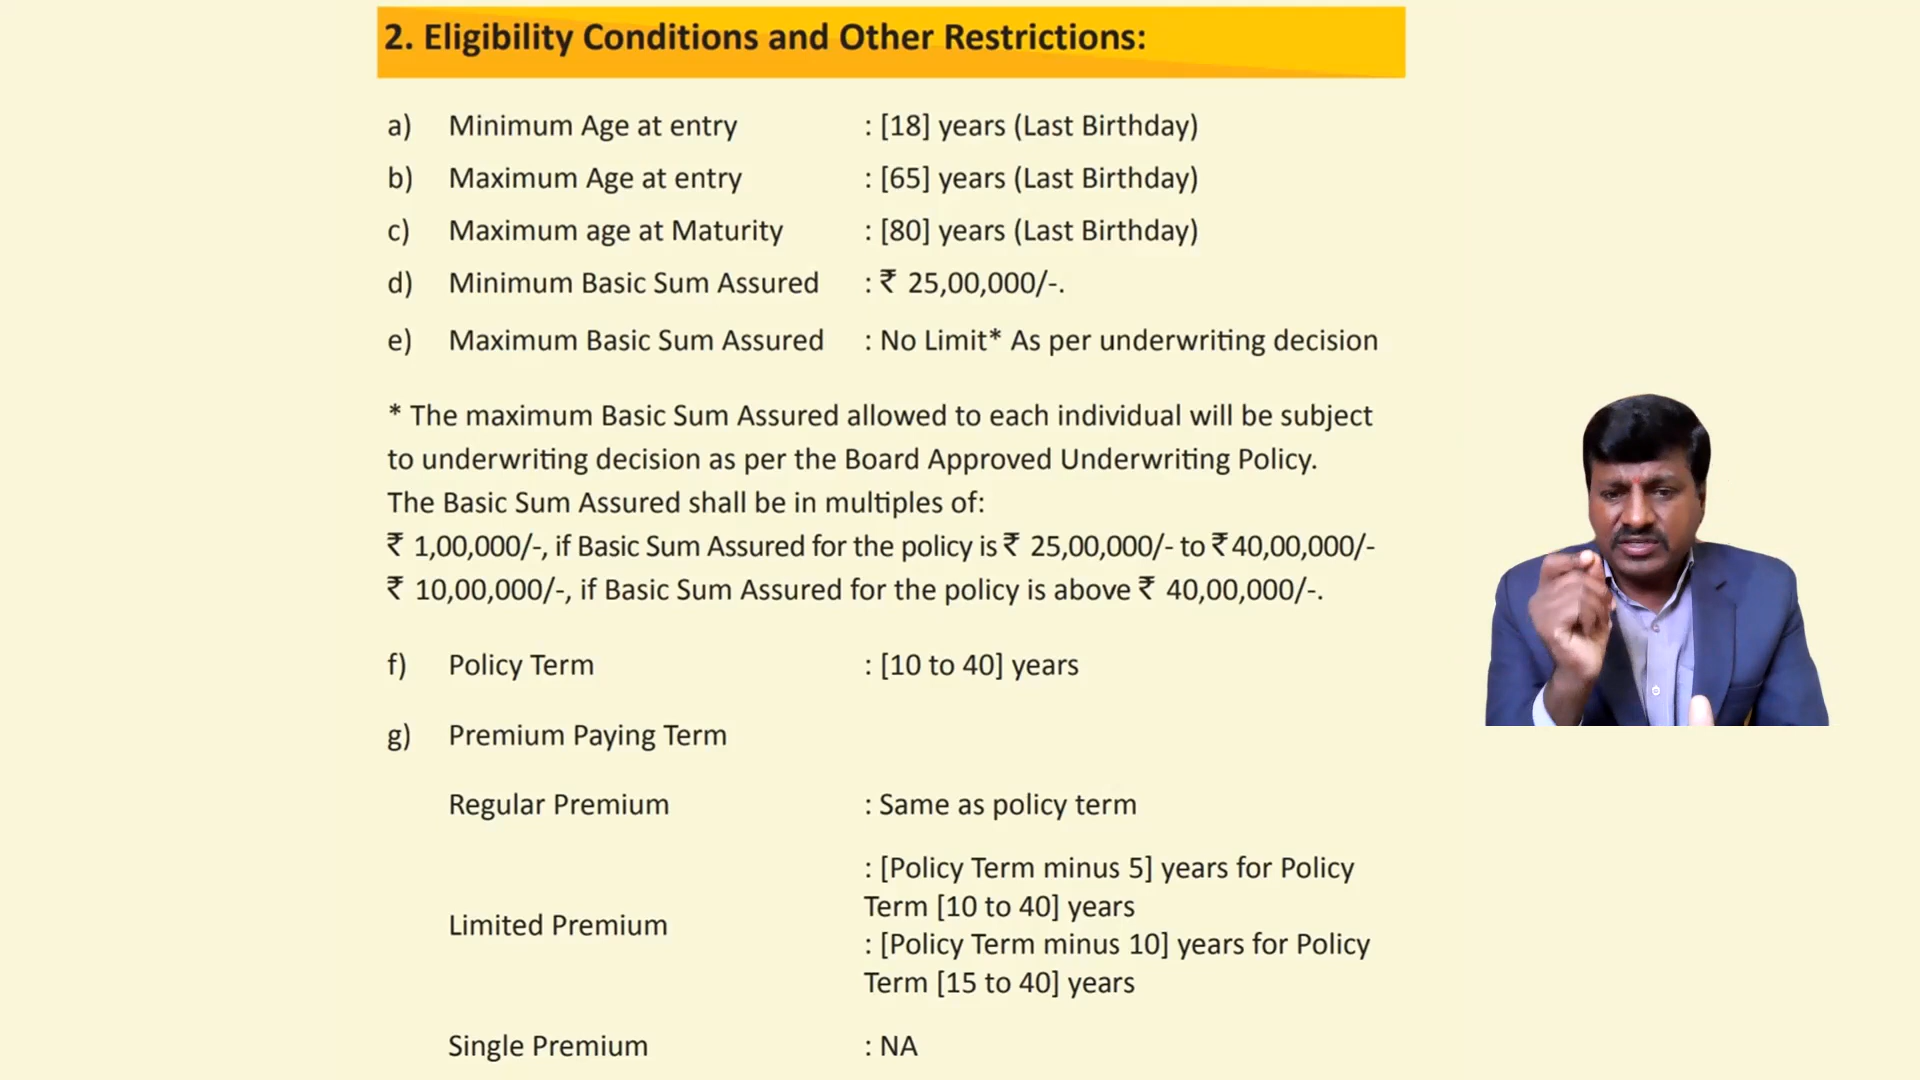 2. Eligibility Conditions and Other Restrictions:
a) Minimum Age at entry : [18] years (Last Birthday)
b) Maximum Age at entry : [65] years (Last Birthday)
c) Maximum age at Maturity : [80] years (Last Birthday)
d) Minimum Basic Sum Assured : ₹ 25,00,000/-.
e) Maximum Basic Sum Assured : No Limit* As per underwriting decision
* The maximum Basic Sum Assured allowed to each individual will be subject
to underwriting decision as per the Board Approved Underwriting Policy.
The Basic Sum Assured shall be in multiples of:
₹ 1,00,000/-, if Basic Sum Assured for the policy is ₹ 25,00,000/- to ₹40,00,000/-
₹ 10,00,000/-, if Basic Sum Assured for the policy is above ₹ 40,00,000/-.
f) Policy Term : [10 to 40] years
g) Premium Paying Term
Regular Premium : Same as policy term
Limited Premium
: [Policy Term minus 5] years for Policy
Term [10 to 40] years
: [Policy Term minus 10] years for Policy
Term [15 to 40] years
Single Premium : NA